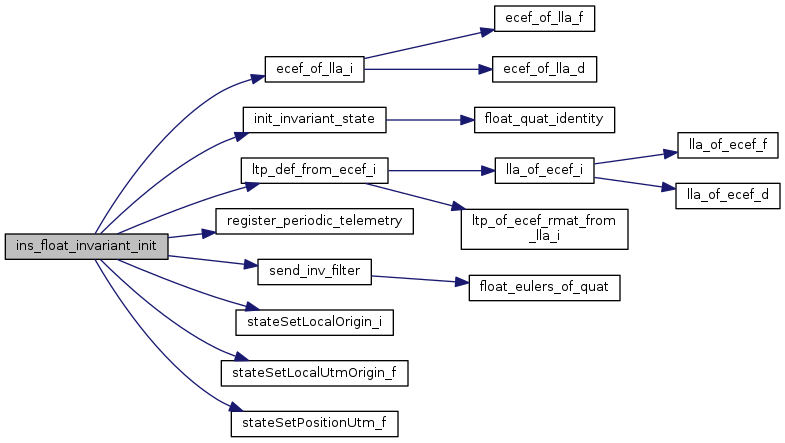 ecef_of_lla_f
ecef_of_lla_i
ecef_of_lla_d
init_invariant_state
float_quat_identity
lla_of_ecef_f
ltp_def_from_ecef_i
lla_of_ecef_i
lla_of_ecef_d
register_periodic_telemetry
ltp_of_ecef_rmat_from
_lla_i
ins_float_invariant_init
send_inv_filter
float_eulers_of_quat
stateSetLocalOrigin_i
stateSetLocalUtmOrigin_f
stateSetPositionUtm_f